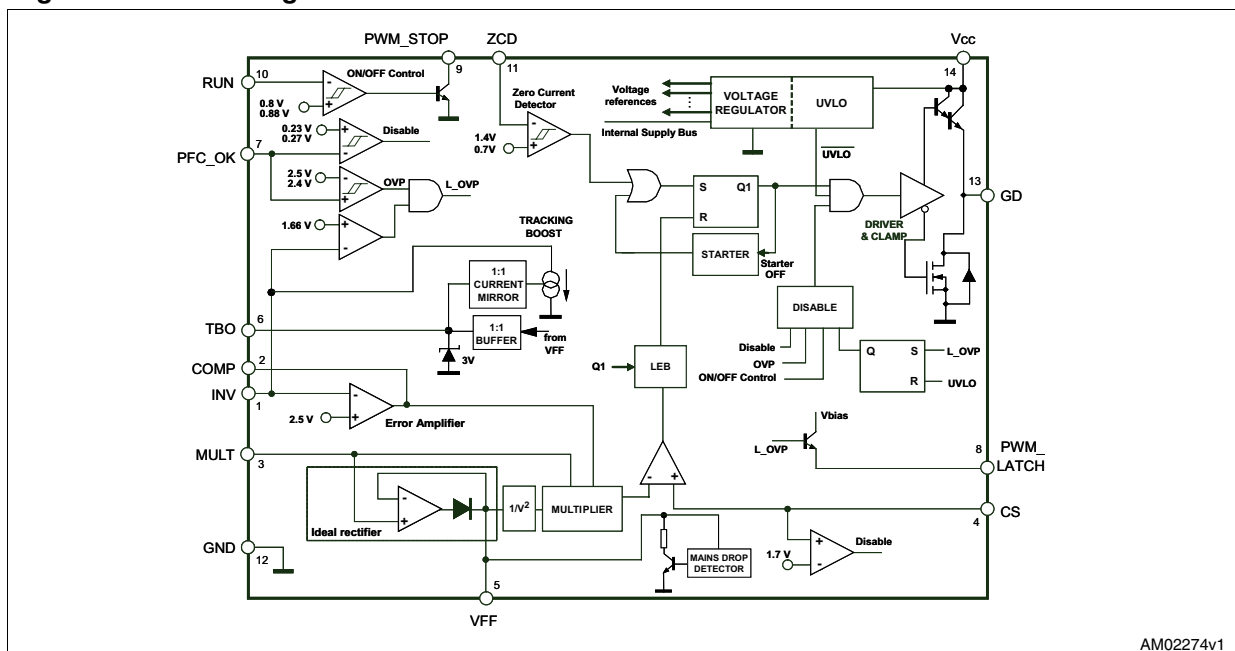 PWM_STOP
ZCD
Vcc
9
11
14
RUN
10
ON/OFF Control
-
+
0.8 V
0.88 V
Zero Current
Detector
-
+
1.4V
0.7V
Voltage
references
Internal Supply Bus
VOLTAGE
REGULATOR
UVLO
UVLO
0.23 V
0.27 V
+
-
Disable
7
PFC_OK
2.5 V
2.4 V
-
+
OVP
L_OVP
1.66 V
+
-
S
Q1
R
13
GD
DRIVER
& CLAMP
TRACKING
BOOST
STARTER
Starter
OFF
1:1
CURRENT
MIRROR
DISABLE
6
TBO
1:1
BUFFER
from
VFF
3V
Disable
OVP
ON/OFF Control
Q
S
R
L_OVP
UVLO
Q1
LEB
2
COMP
INV
1
-
+
2.5 V
Error Amplifier
Vbias
L_OVP
PWM_
LATCH
8
MULT
3
-
+
Ideal rectifier
1/V²
MULTIPLIER
-
+
CS
4
+
-
Disable
1.7 V
MAINS DROP
DETECTOR
GND
12
5
VFF
AM02274v1